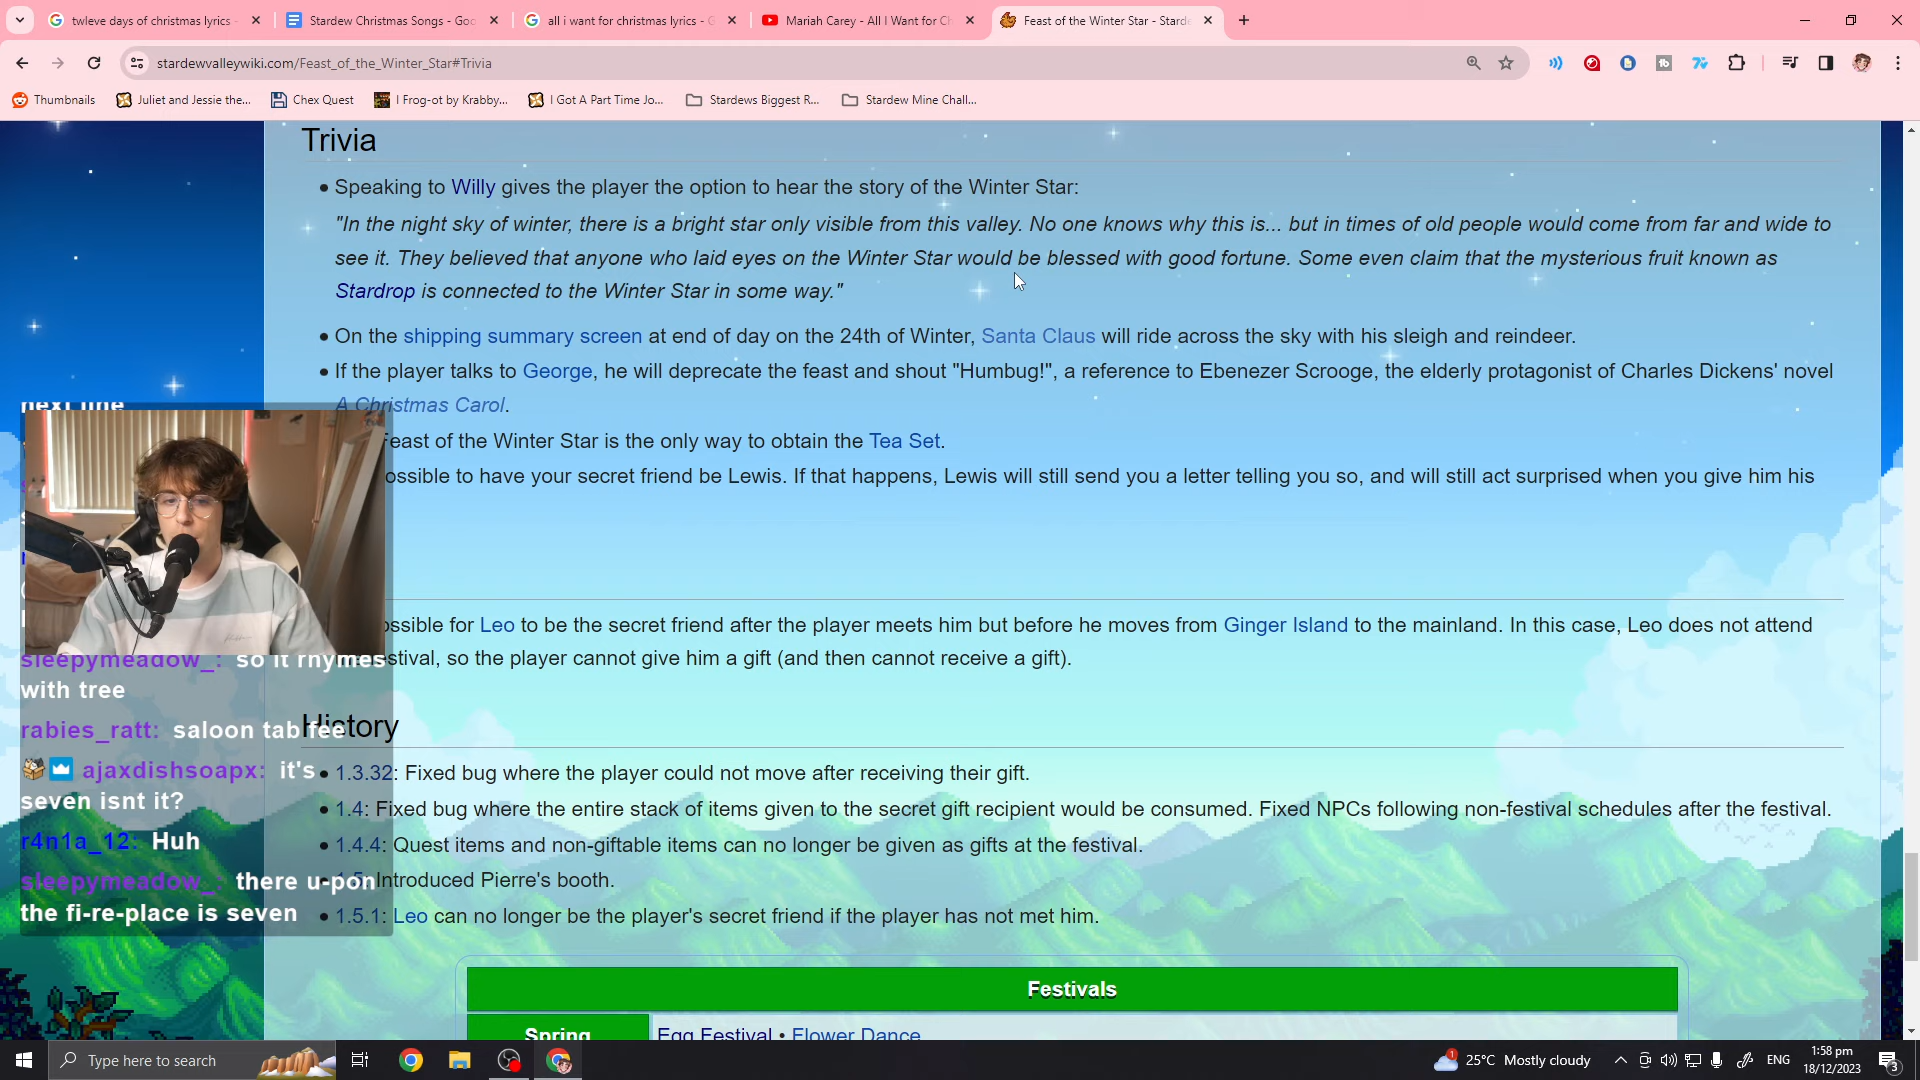 twleve days of christmas lyrics -
Stardew Christmas Songs - Goo
all i want for christmas lyrics - G
Mariah Carey - All I Want for Ch
Feast of the Winter Star - Starde
stardewvalleywiki.com/Feast_of_the_Winter_Star#Trivia
Thumbnails
Juliet and Jessie the...
Chex Quest
I Frog-ot by Krabby...
I Got A Part Time Jo...
Stardews Biggest R...
Stardew Mine Chall...
Trivia
Speaking to Willy gives the player the option to hear the story of the Winter Star:
"In the night sky of winter, there is a bright star only visible from this valley. No one knows why this is... but in times of old people would come from far and wide to
see it. They believed that anyone who laid eyes on the Winter Star would be blessed with good fortune. Some even claim that the mysterious fruit known as
Stardrop is connected to the Winter Star in some way."
On the shipping summary screen at end of day on the 24th of Winter, Santa Claus will ride across the sky with his sleigh and reindeer.
If the player talks to George, he will deprecate the feast and shout "Humbug!", a reference to Ebenezer Scrooge, the elderly protagonist of Charles Dickens' novel
A Christmas Carol.
Feast of the Winter Star is the only way to obtain the Tea Set.
ossible to have your secret friend be Lewis. If that happens, Lewis will still send you a letter telling you so, and will still act surprised when you give him his
ossible for Leo to be the secret friend after the player meets him but before he moves from Ginger Island to the mainland. In this case, Leo does not attend
estival, so the player cannot give him a gift (and then cannot receive a gift).
History
1.3.32: Fixed bug where the player could not move after receiving their gift.
1.4: Fixed bug where the entire stack of items given to the secret gift recipient would be consumed. Fixed NPCs following non-festival schedules after the festival.
1.4.4: Quest items and non-giftable items can no longer be given as gifts at the festival.
1.5: Introduced Pierre's booth.
1.5.1: Leo can no longer be the player's secret friend if the player has not met him.
Festivals
Spring
Egg Festival • Flower Dance
next line
sleepymeadow_: so it rhymes
with tree
rabies_ratt: saloon tab fee
ajaxdishsoapx: it's
seven isnt it?
r4n1a_12: Huh
sleepymeadow_: there u-pon
the fi-re-place is seven
Type here to search
25°C Mostly cloudy
ENG
1:58 pm
18/12/2023
3